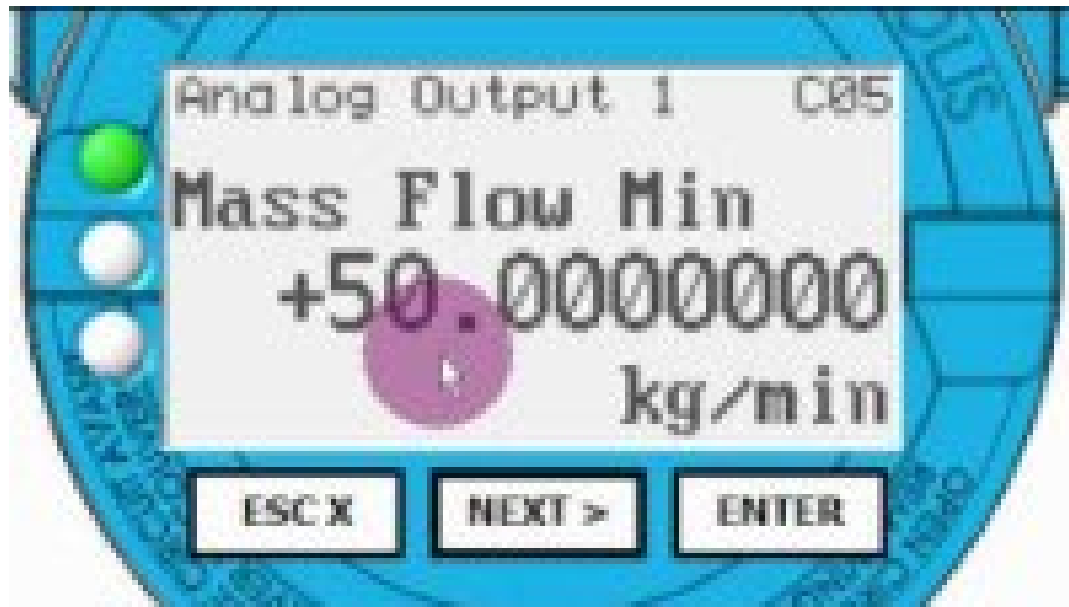 Analog Output 1 C05
Mass Flow Min
+50.0000000
kg/min
ESC X NEXT > ENTER